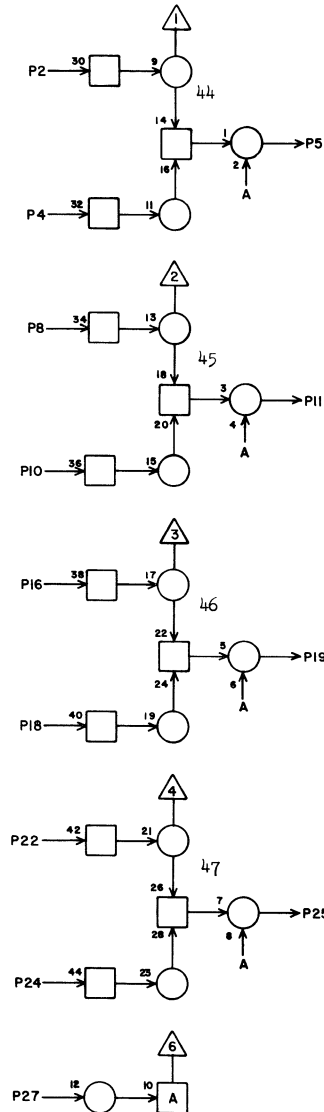 1
P2 30 9 44
14 1 P5
16 2
P4 32 11 A
2
P8 34 13 45
18 3 P11
20 4
P10 36 15 A
3
P16 38 17 46
22 5 P19
24 6
P18 40 19 A
4
P22 42 21 47
26 7 P25
28 8
P24 44 23 A
6
P27 12 10 A